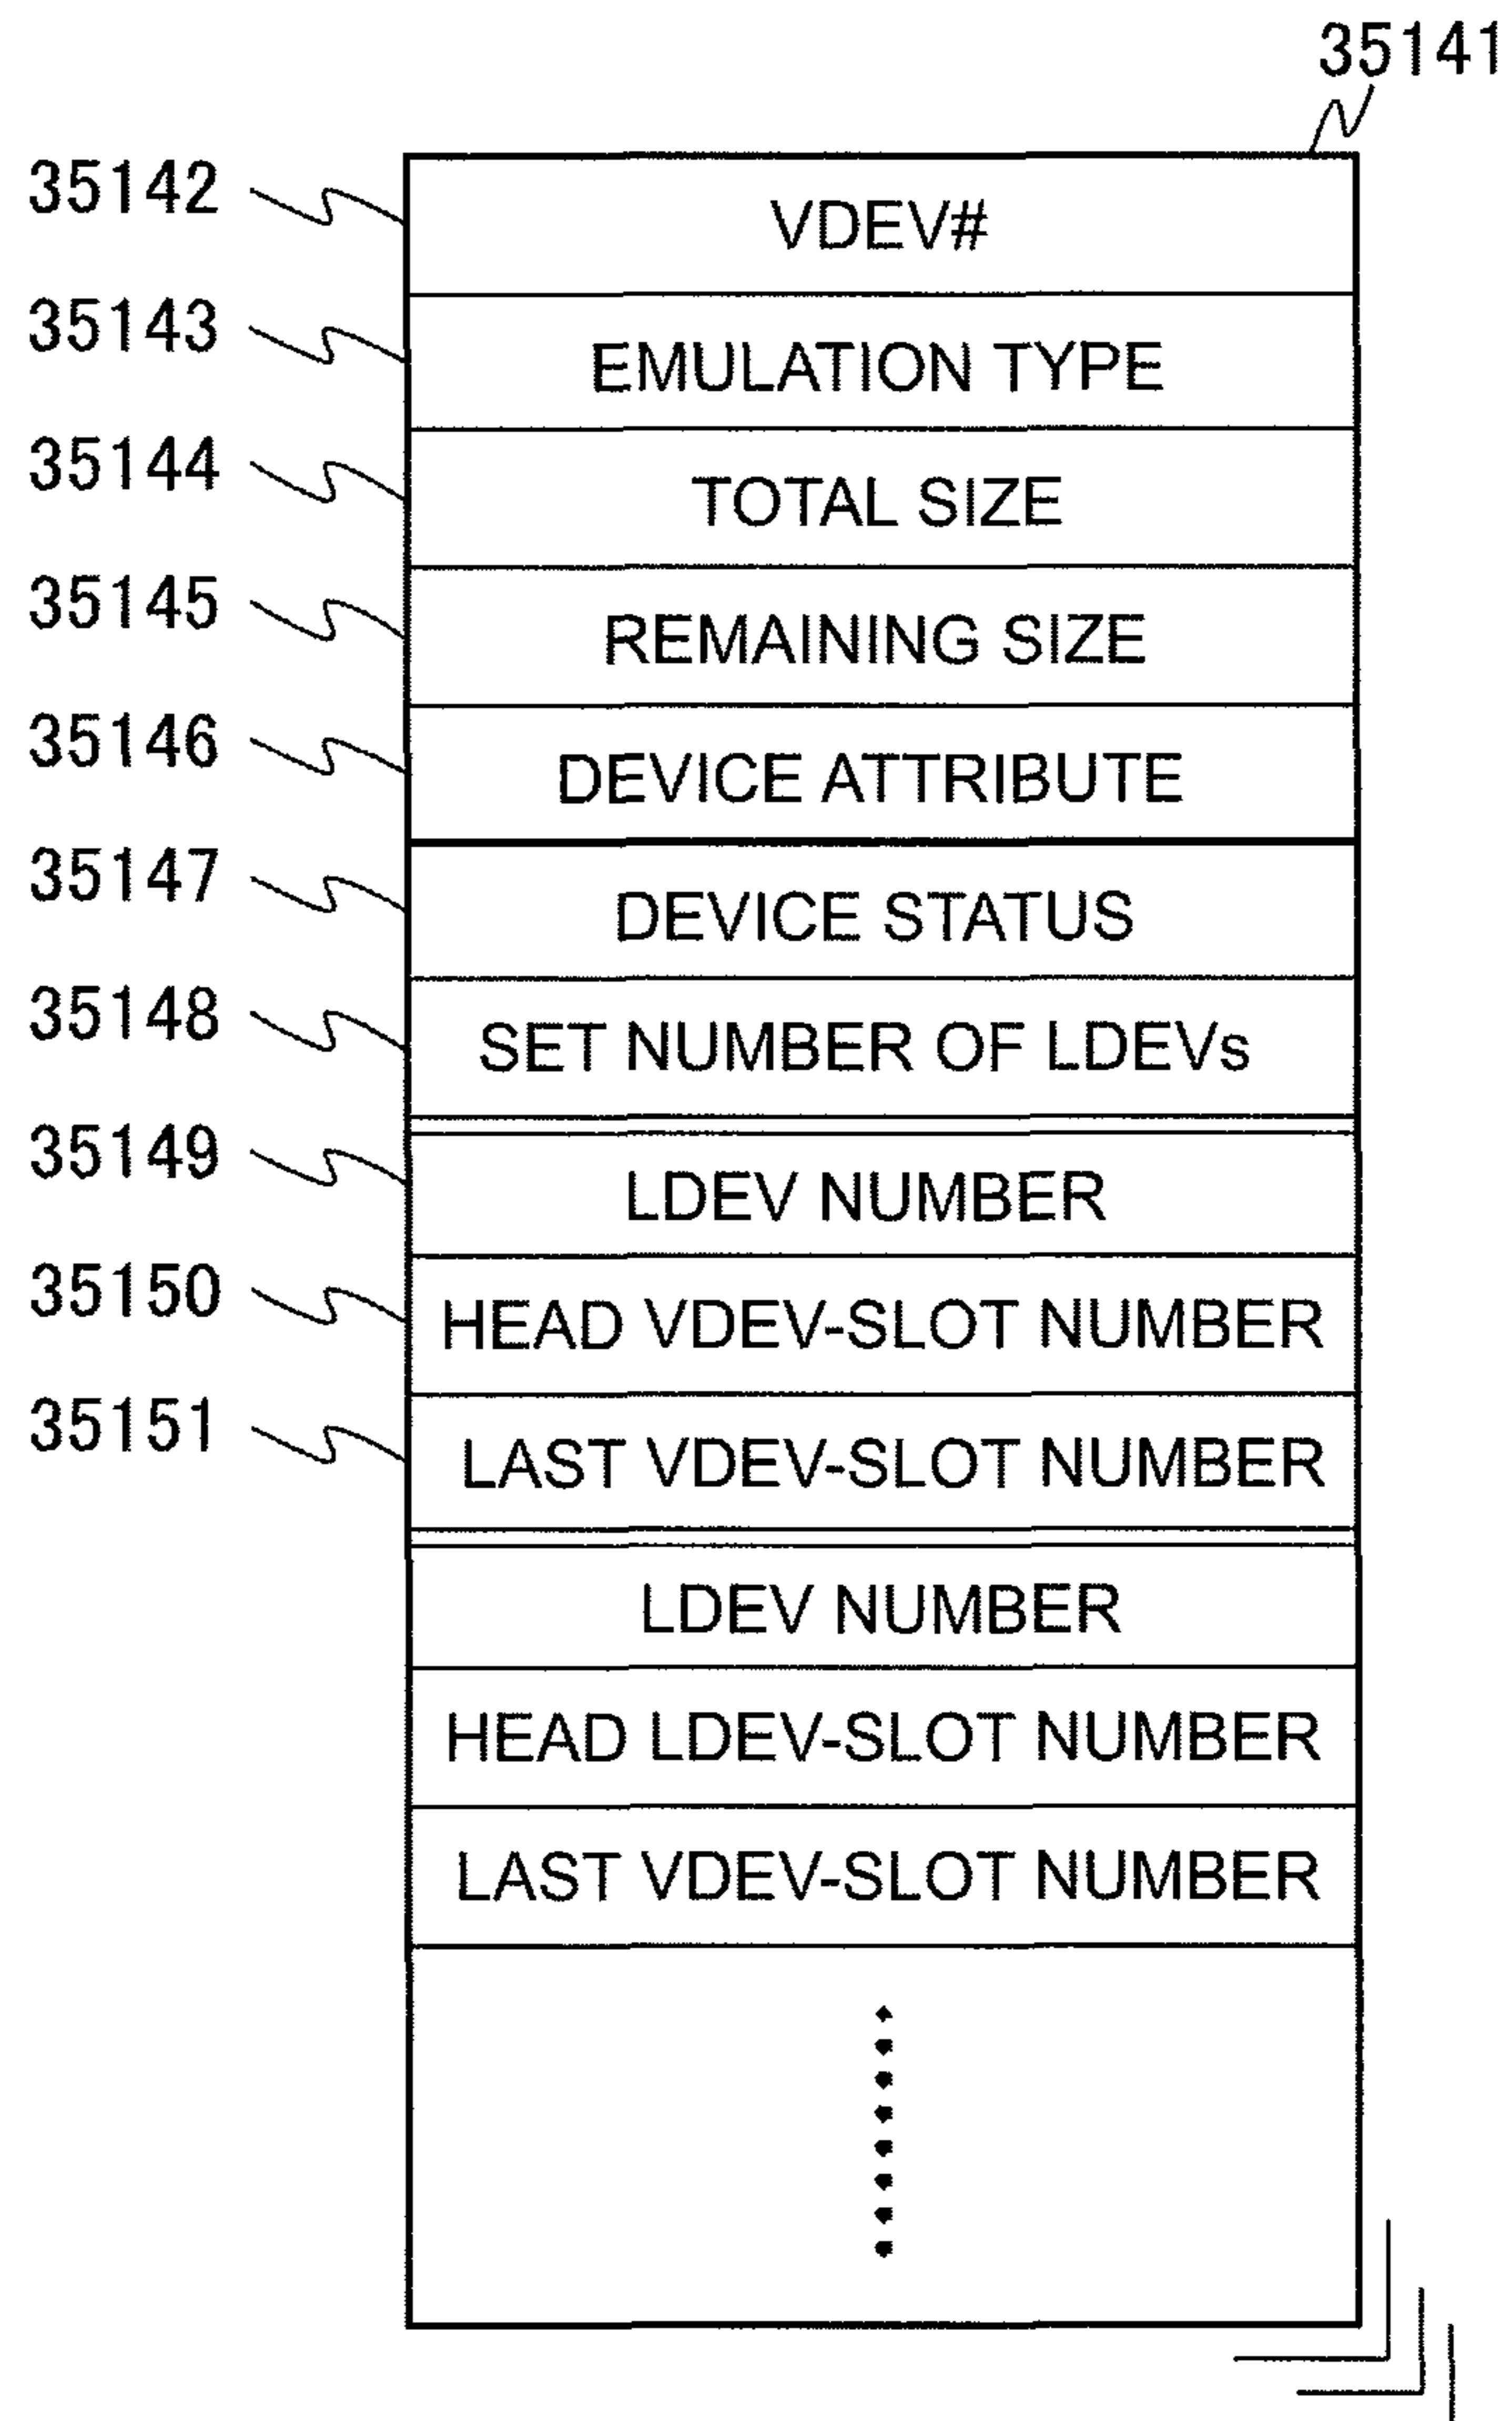 35141
35142 VDEV#
35143 EMULATION TYPE
35144 TOTAL SIZE
35145 REMAINING SIZE
35146 DEVICE ATTRIBUTE
35147 DEVICE STATUS
35148 SET NUMBER OF LDEVs
35149 LDEV NUMBER
35150 HEAD VDEV-SLOT NUMBER
35151 LAST VDEV-SLOT NUMBER
LDEV NUMBER
HEAD LDEV-SLOT NUMBER
LAST VDEV-SLOT NUMBER